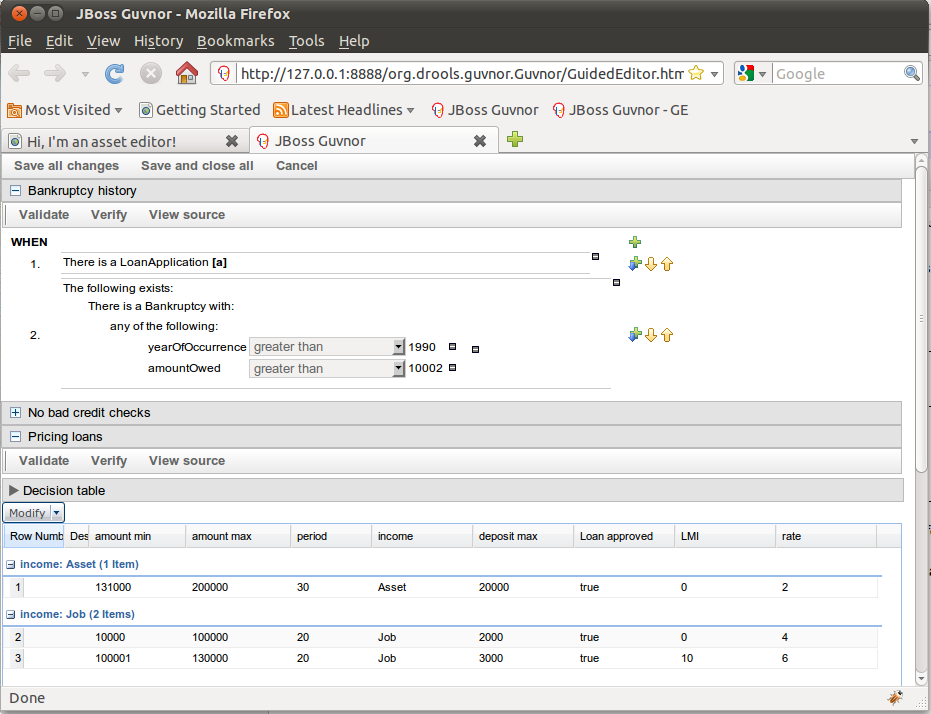 JBoss Guvnor - Mozilla Firefox
File Edit View History Bookmarks Tools Help
http://127.0.0.1:8888/org.drools.guvnor.Guvnor/GuidedEditor.htm Google
Most Visited Getting Started Latest Headlines JBoss Guvnor JBoss Guvnor - GE
Hi, I'm an asset editor! JBoss Guvnor
Save all changes Save and close all Cancel
Bankruptcy history
Validate Verify View source
WHEN
1. There is a LoanApplication [a]
The following exists:
There is a Bankruptcy with:
any of the following:
2.
yearOfOccurrence greater than 1990
amountOwed greater than 10002
No bad credit checks
Pricing loans
Validate Verify View source
Decision table
Modify
Row Numb Des amount min amount max period income deposit max Loan approved LMI rate
income: Asset (1 Item)
1 131000 200000 30 Asset 20000 true 0 2
income: Job (2 Items)
2 10000 100000 20 Job 2000 true 0 4
3 100001 130000 20 Job 3000 true 10 6
Done